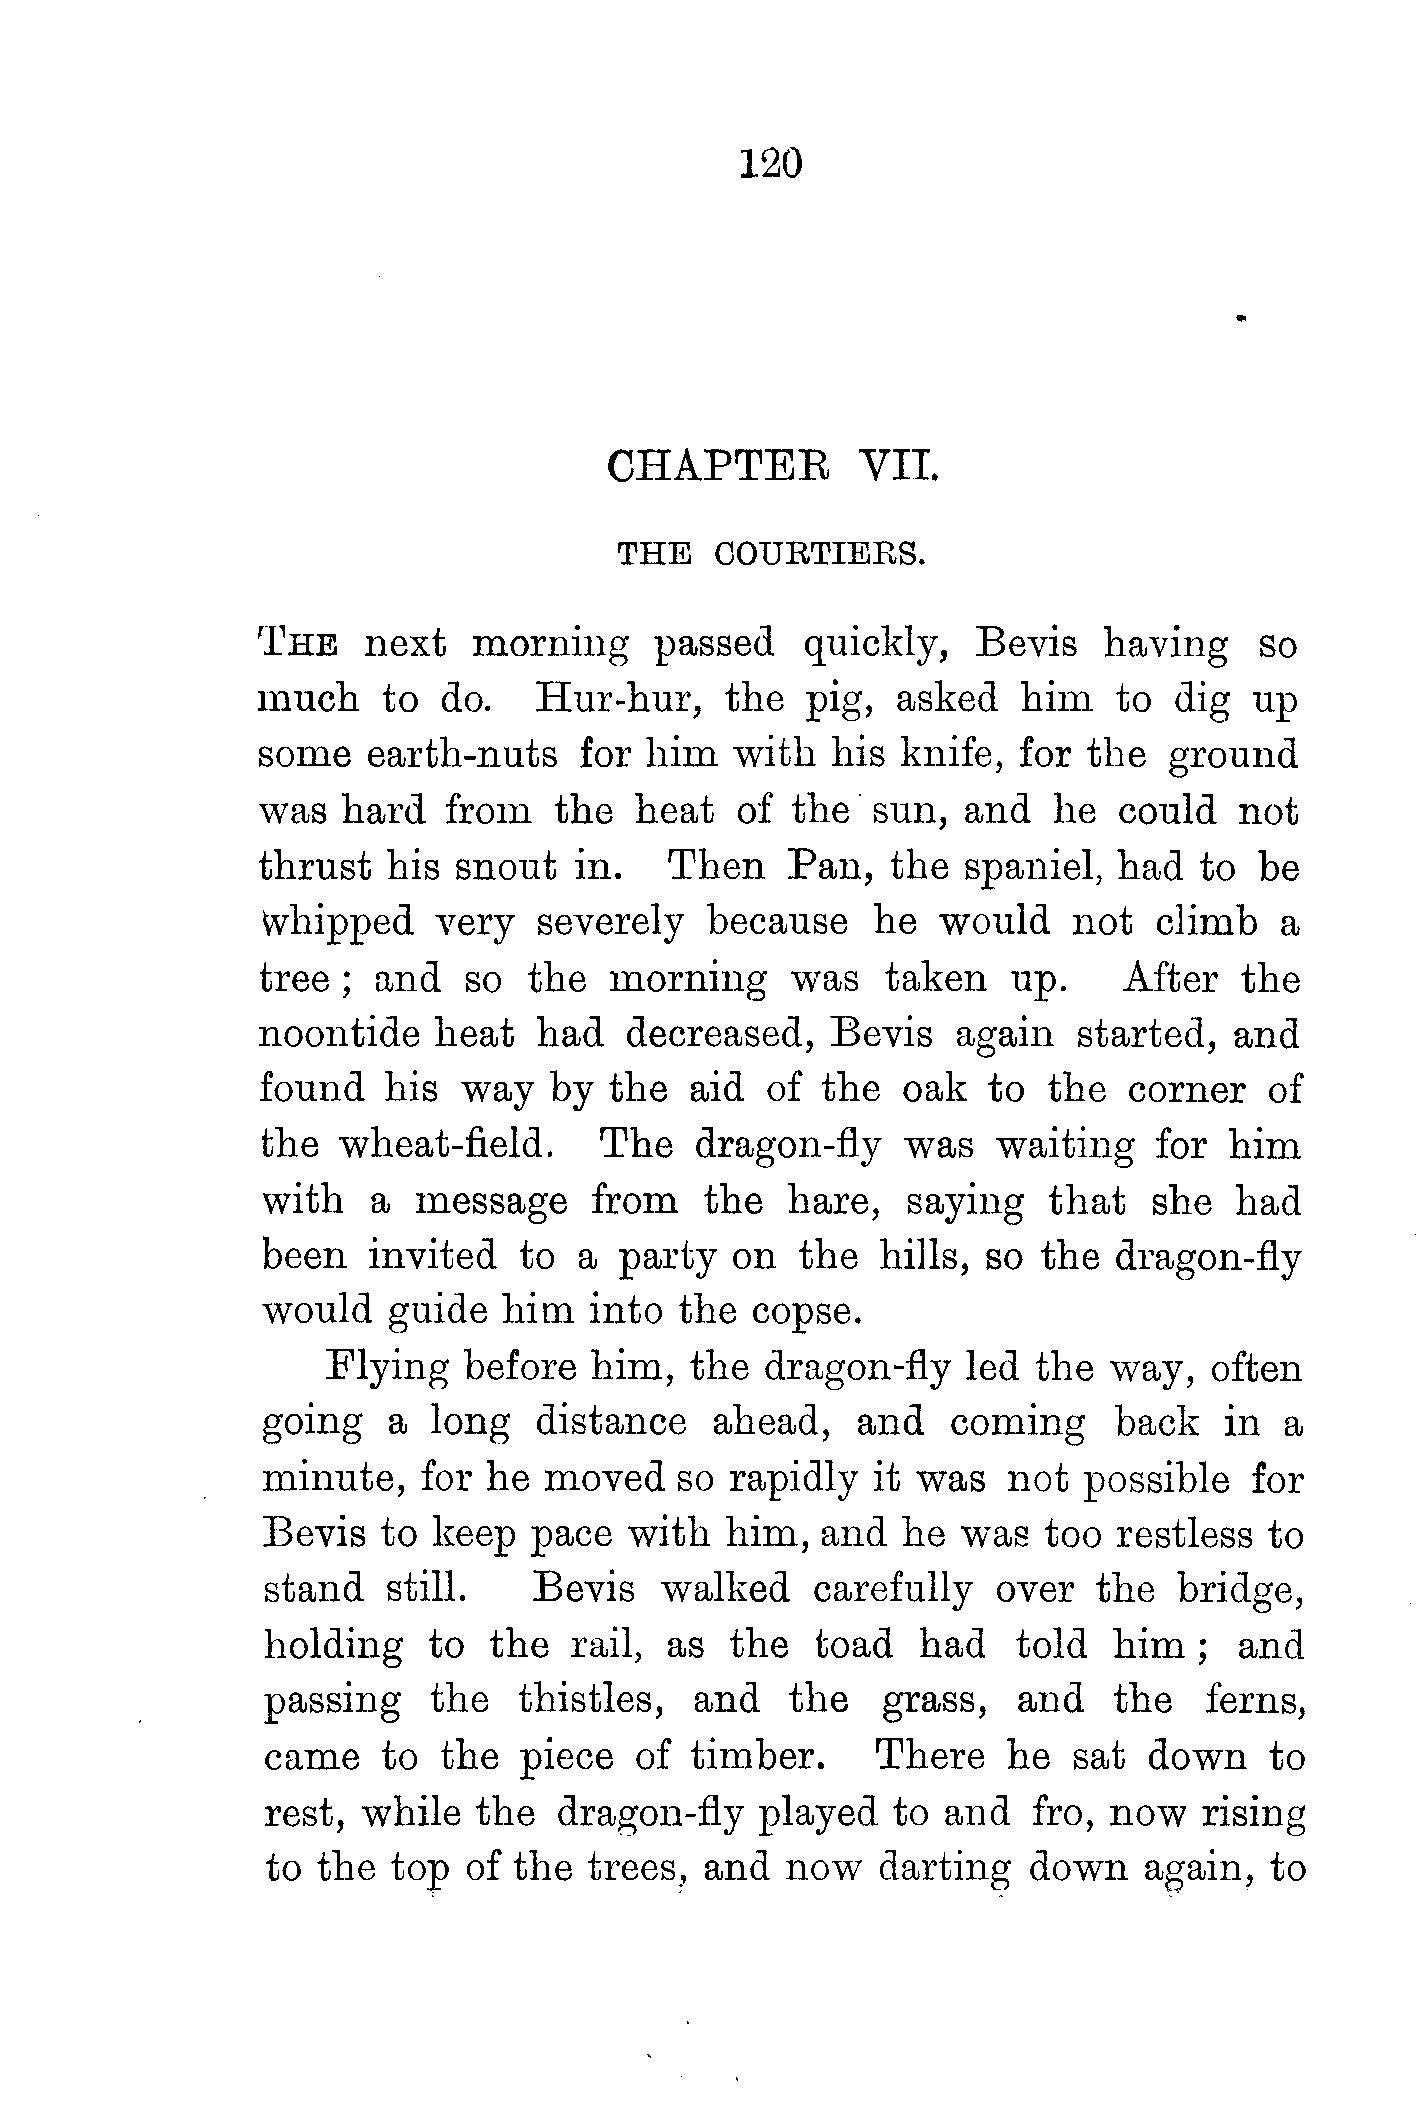 120
CHAPTER VII.
THE COURTIERS.
THE next morning passed quickly, Bevis having so
much to do. Hur-hur, the pig, asked him to dig up
some earth-nuts for him with his knife, for the ground
was hard from the heat of the sun, and he could not
thrust his snout in. Then Pan, the spaniel, had to be
whipped very severely because he would not climb a
tree ; and so the morning was taken up. After the
noontide heat had decreased, Bevis again started, and
found his way by the aid of the oak to the corner of
the wheat-field. The dragon-fly was waiting for him
with a message from the hare, saying that she had
been invited to a party on the hills, so the dragon-fly
would guide him into the copse.
Flying before him, the dragon-fly led the way, often
going a long distance ahead, and coming back in a
minute, for he moved so rapidly it was not possible for
Bevis to keep pace with him, and he was too restless to
stand still. Bevis walked carefully over the bridge,
holding to the rail, as the toad had told him ; and
passing the thistles, and the grass, and the ferns,
came to the piece of timber. There he sat down to
rest, while the dragon-fly played to and fro, now rising
to the top of the trees, and now darting down again, to